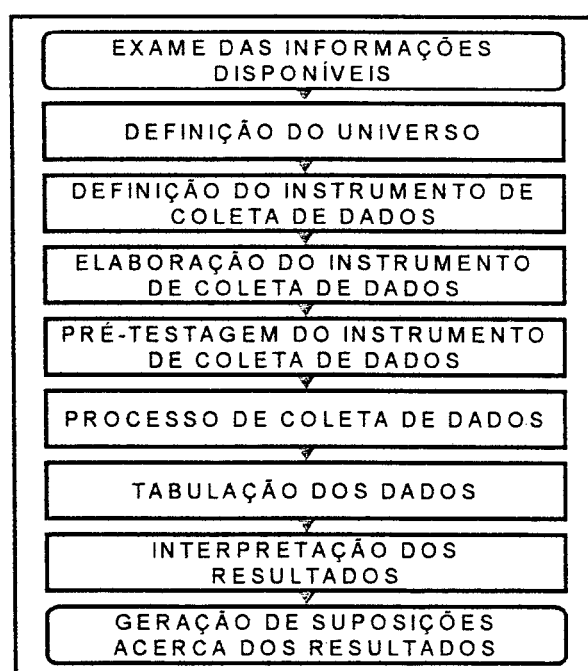 EXAME DAS INFORMAÇÕES
DISPONÍVEIS
DEFINIÇÃO DO UNIVERSO
DEFINIÇÃO DO INSTRUMENTO DE
COLETA DE DADOS
ELABORAÇÃO DO INSTRUMENTO
DE COLETA DE DADOS
PRÉ-TESTAGEM DO INSTRUMENTO
DE COLETA DE DADOS
PROCESSO DE COLETA DE DADOS
TABULAÇÃO DOS DADOS
INTERPRETAÇÃO DOS
RESULTADOS
GERAÇÃO DE SUPOSIÇÕES
ACERCA DOS RESULTADOS